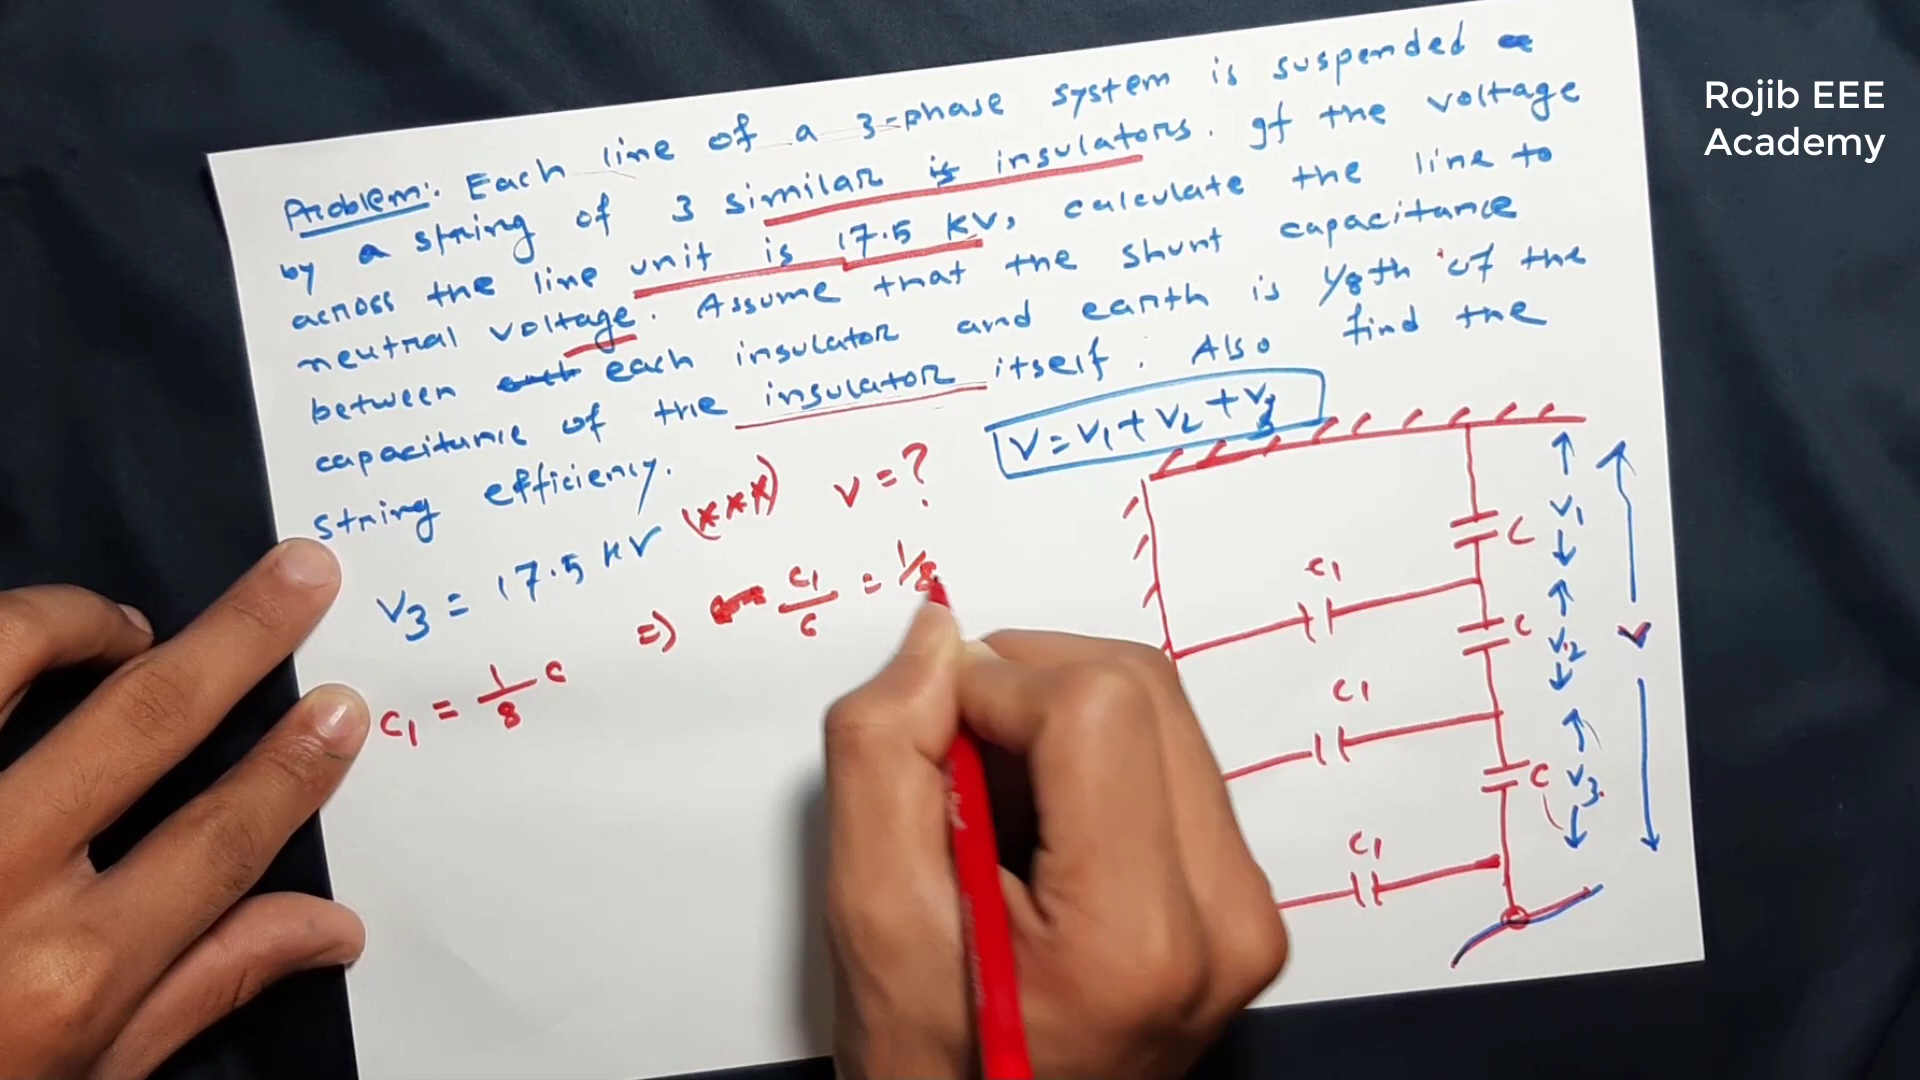 Rojib EEE
Academy
Problem: Each line of a 3-phase system is suspended
by a string of 3 similar insulators. If the voltage
across the line unit is 17.5 KV, calculate the line to
neutral voltage. Assume that the shunt capacitance
between each insulator and earth is 1/8th of the
capacitance of the insulator itself. Also find the
string efficiency.
(***) V = ?
V = V1 + V2 + V3
V3 = 17.5 KV
C1 = 1/8 C
=> C1/C = 1/8
C V1
C1
C V2
V
C1
C V3
C1